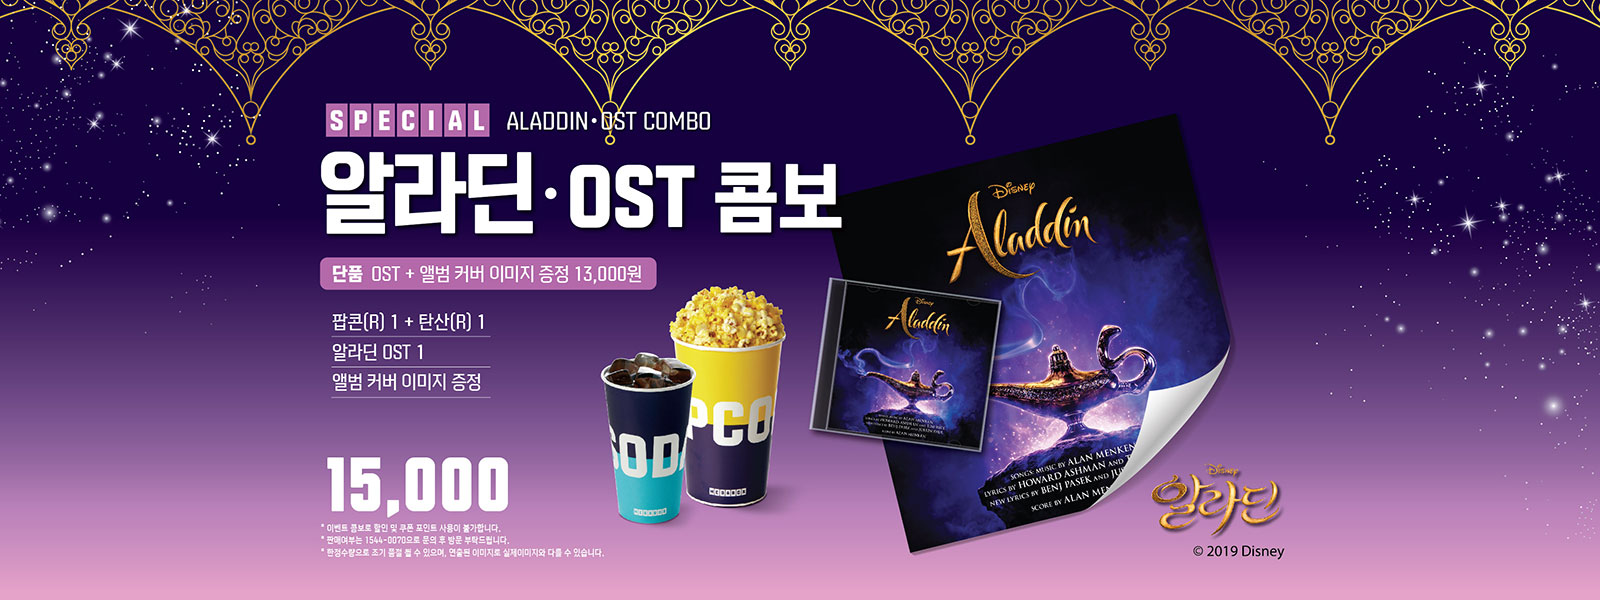 SPECIAL ALADDIN·OST COMBO
알라딘·OST 콤보
단품 OST + 앨범 커버 이미지 증정 13,000원
팝콘(R) 1 + 탄산(R) 1
알라딘 OST 1
앨범 커버 이미지 증정
15,000
* 이벤트 콤보로 할인 및 쿠폰 포인트 사용이 불가합니다.
* 판매여부는 1544-0070으로 문의 후 방문 부탁드립니다.
* 한정수량으로 조기 품절 될 수 있으며, 연출된 이미지로 실제이미지와 다를 수 있습니다.
SODA
PCO
MEGABOX
MEGABOX
Disney
Aladdin
Disney
Aladdin
SONGS: MUSIC BY ALAN MENKEN
LYRICS BY HOWARD ASHMAN AND T
NEW LYRICS BY BENJ PASEK AND JUS
SCORE BY ALAN MEN
Disney
알라딘
© 2019 Disney